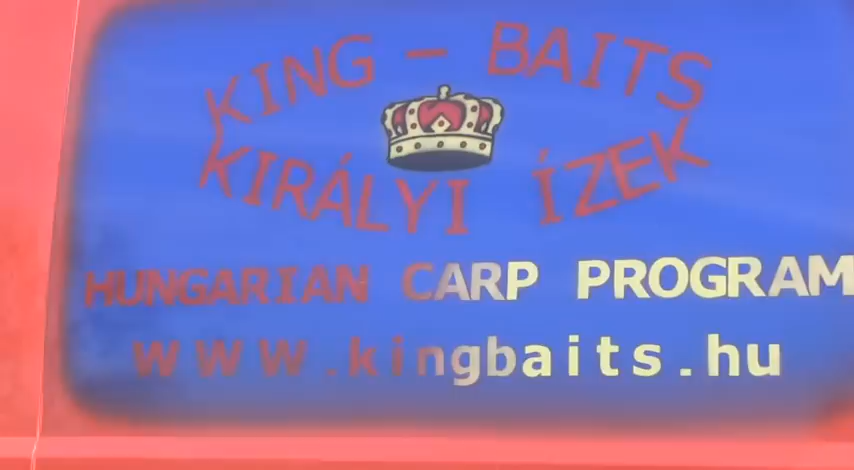 KING - BAITS
KIRÁLYI ÍZEK
HUNGARIAN CARP PROGRAM
www.kingbaits.hu